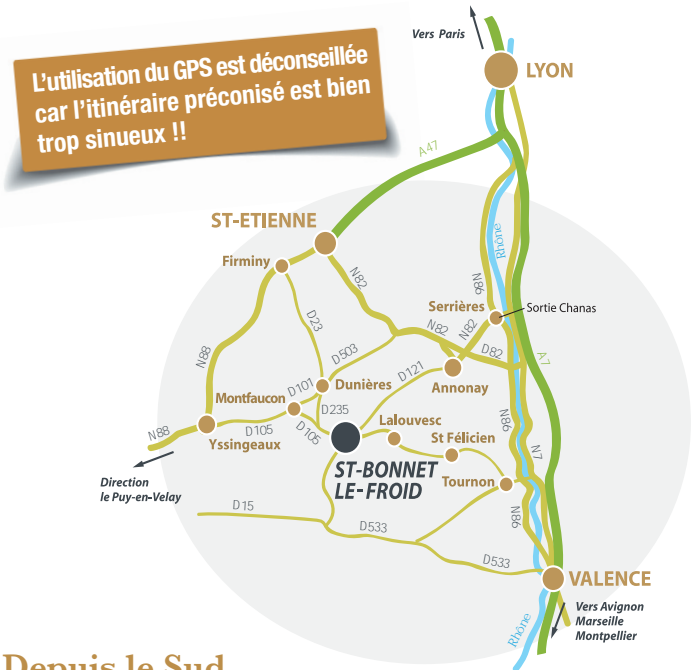 Vers Paris
LYON
L'utilisation du GPS est déconseillée
car l'itinéraire préconisé est bien
trop sinueux !!
A47
ST-ETIENNE
Rhône
Firminy
N82
N86
Serrières
Sortie Chanas
D23
N82
N82
D503
D82
A7
N88
D121
Annonay
D101
Dunières
Montfaucon
D235
Lalouvesc
N86
N88
D105
D105
St Félicien
N7
Yssingeaux
ST-BONNET
LE-FROID
Tournon
Direction
le Puy-en-Velay
D15
N86
D533
D533
VALENCE
Vers Avignon
Marseille
Montpellier
Rhône
Depuis le Sud